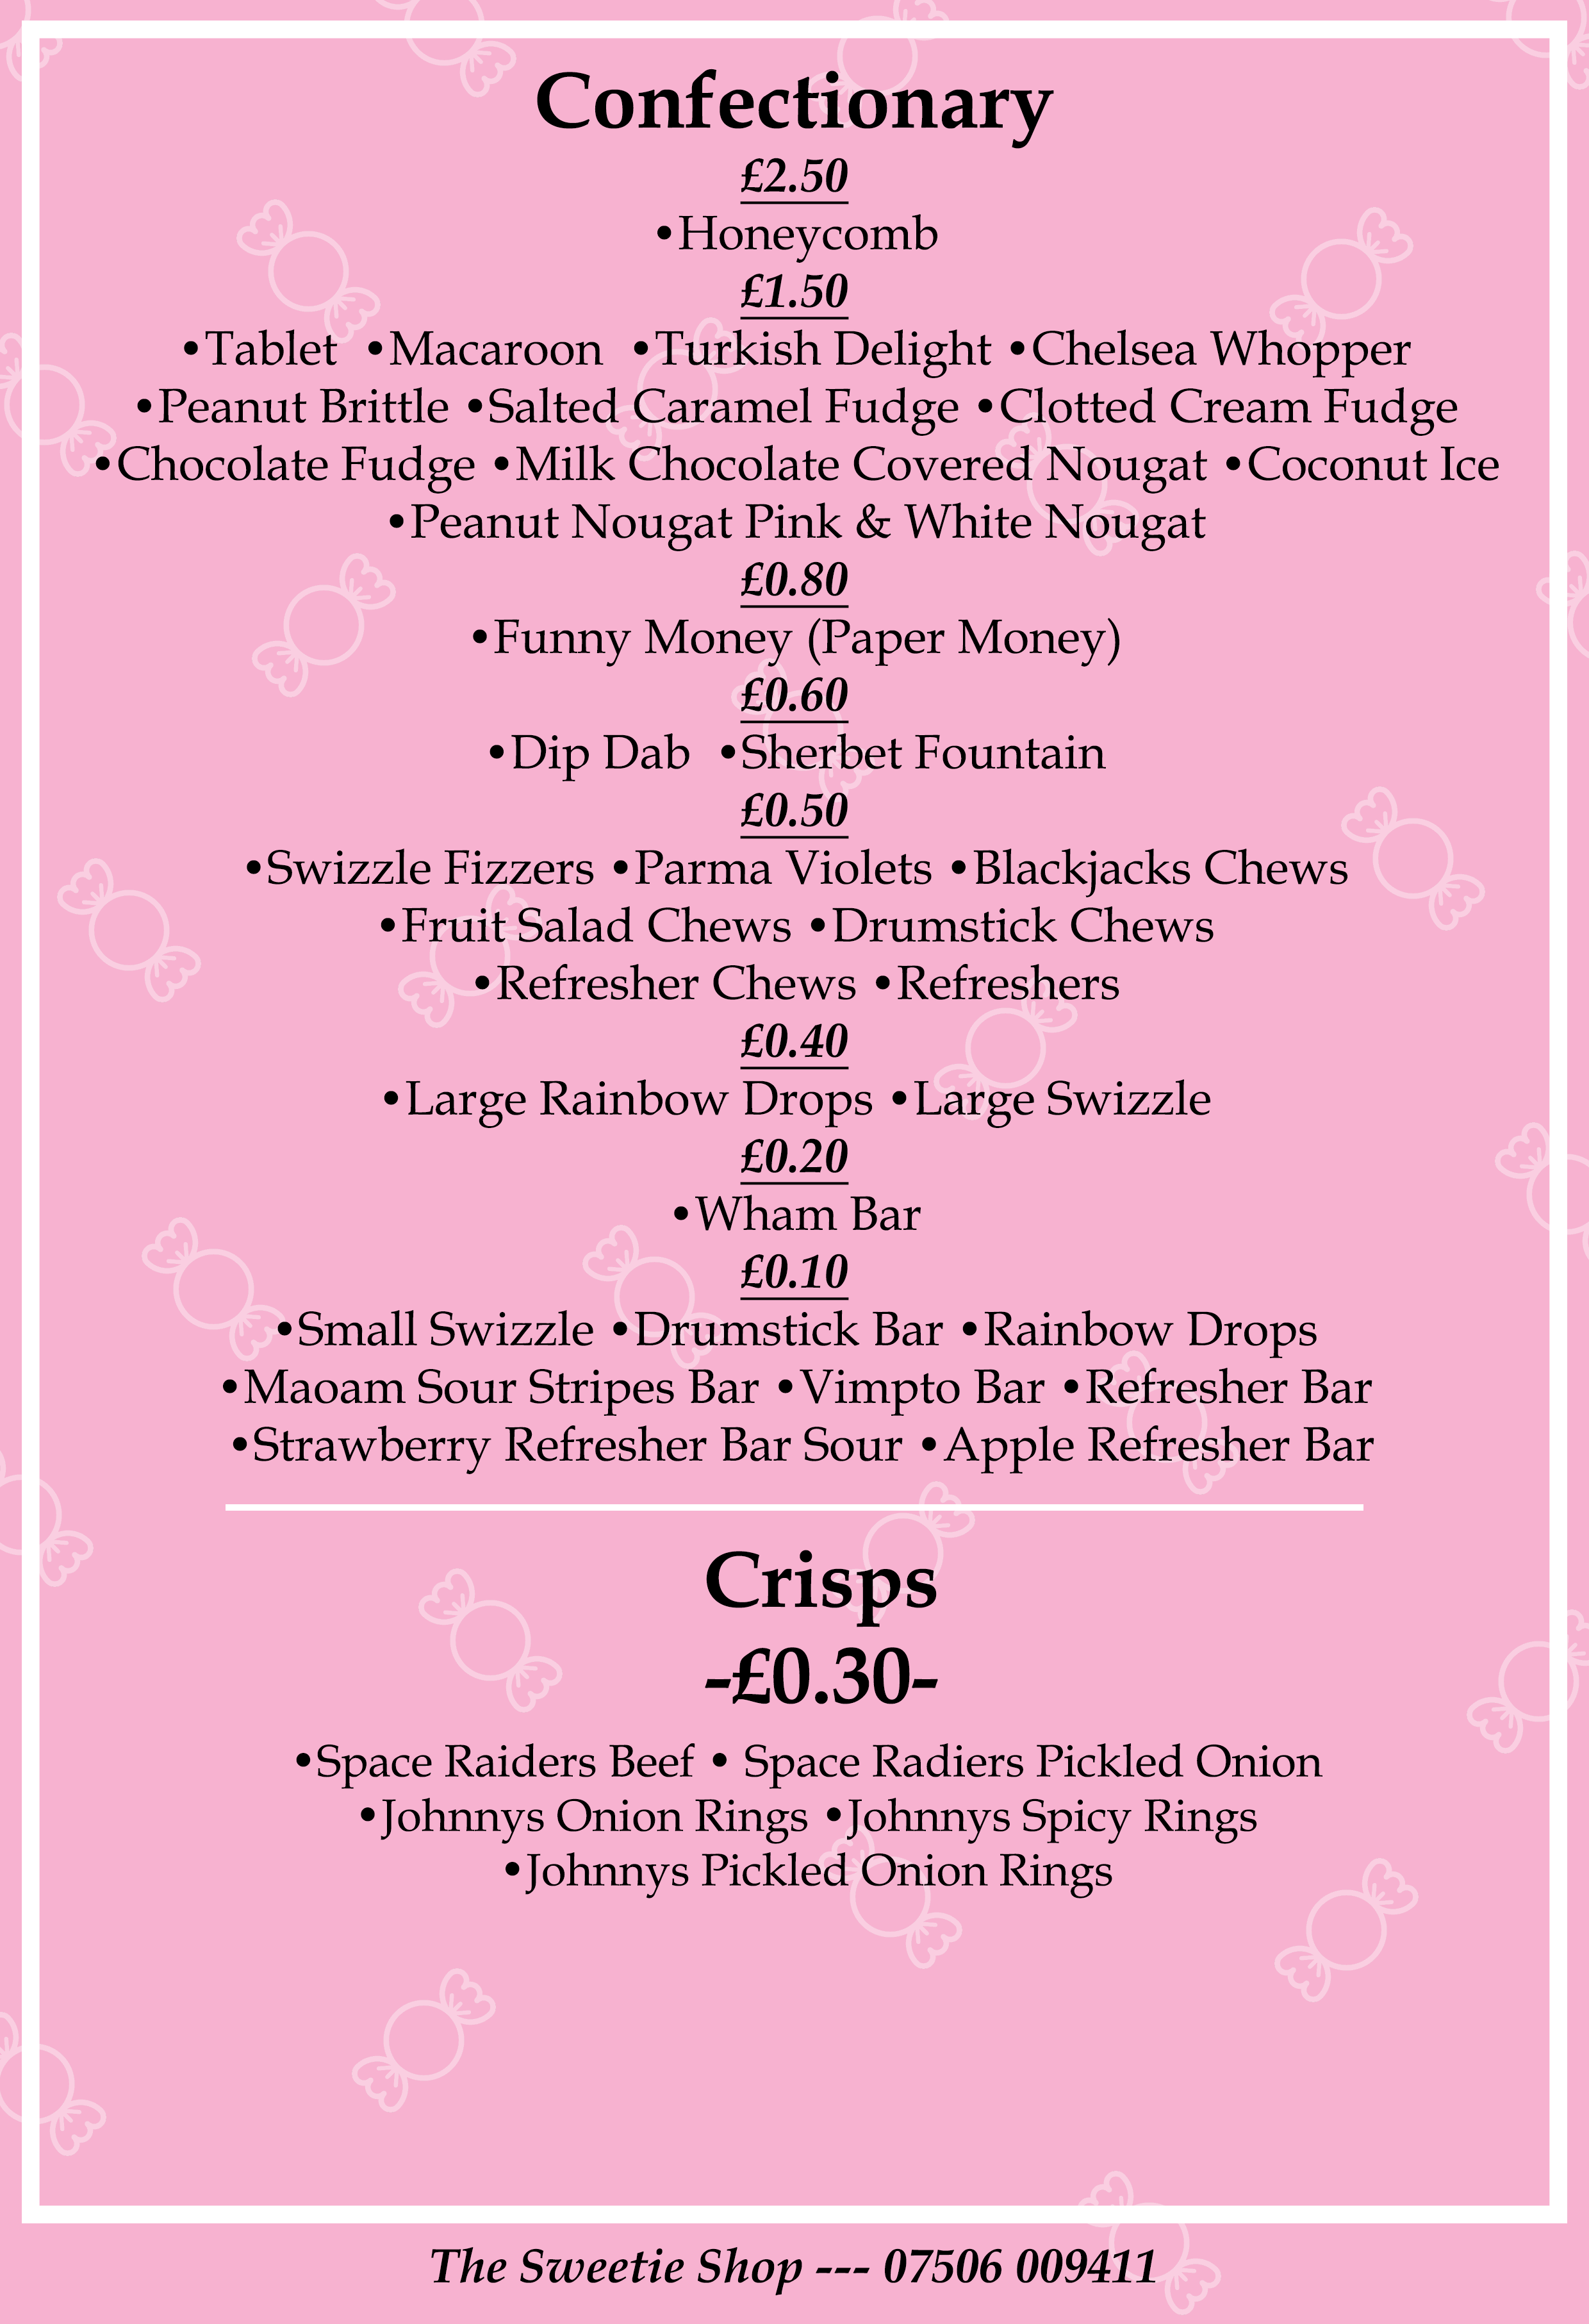 Confectionary
£2.50
•Honeycomb
£1.50
•Tablet •Macaroon •Turkish Delight •Chelsea Whopper
•Peanut Brittle •Salted Caramel Fudge •Clotted Cream Fudge
•Chocolate Fudge •Milk Chocolate Covered Nougat •Coconut Ice
•Peanut Nougat Pink & White Nougat
£0.80
•Funny Money (Paper Money)
£0.60
•Dip Dab •Sherbet Fountain
£0.50
•Swizzle Fizzers •Parma Violets •Blackjacks Chews
•Fruit Salad Chews •Drumstick Chews
•Refresher Chews •Refreshers
£0.40
•Large Rainbow Drops •Large Swizzle
£0.20
•Wham Bar
£0.10
•Small Swizzle •Drumstick Bar •Rainbow Drops
•Maoam Sour Stripes Bar •Vimpto Bar •Refresher Bar
•Strawberry Refresher Bar Sour •Apple Refresher Bar
Crisps
-£0.30-
•Space Raiders Beef • Space Radiers Pickled Onion
•Johnnys Onion Rings •Johnnys Spicy Rings
•Johnnys Pickled Onion Rings
The Sweetie Shop --- 07506 009411